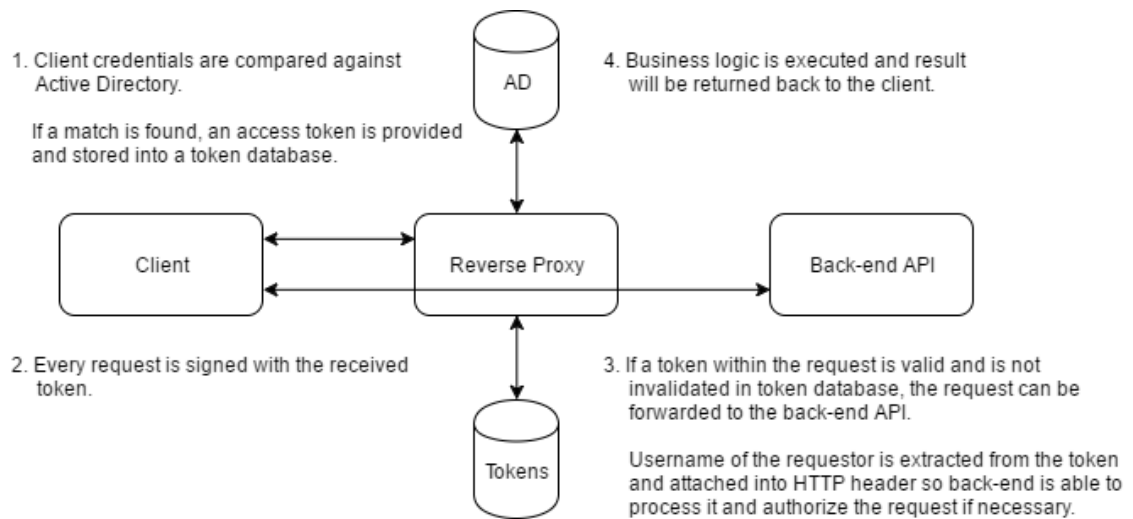 1. Client credentials are compared against
Active Directory.
If a match is found, an access token is provided
and stored into a token database.
AD
4. Business logic is executed and result
will be returned back to the client.
Client
Reverse Proxy
Back-end API
2. Every request is signed with the received
token.
Tokens
3. If a token within the request is valid and is not
invalidated in token database, the request can be
forwarded to the back-end API.
Username of the requestor is extracted from the token
and attached into HTTP header so back-end is able to
process it and authorize the request if necessary.